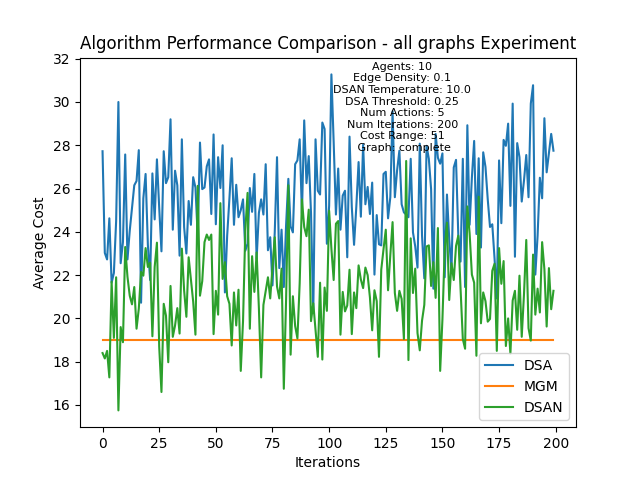 Algorithm Performance Comparison - all graphs Experiment
Agents: 10
Edge Density: 0.1
DSAN Temperature: 10.0
DSA Threshold: 0.25
Num Actions: 5
Num Iterations: 200
Cost Range: 51
Graph: complete
Average Cost
32
30
28
26
24
22
20
18
16
0
25
50
75
100
125
150
175
200
Iterations
DSA
MGM
DSAN